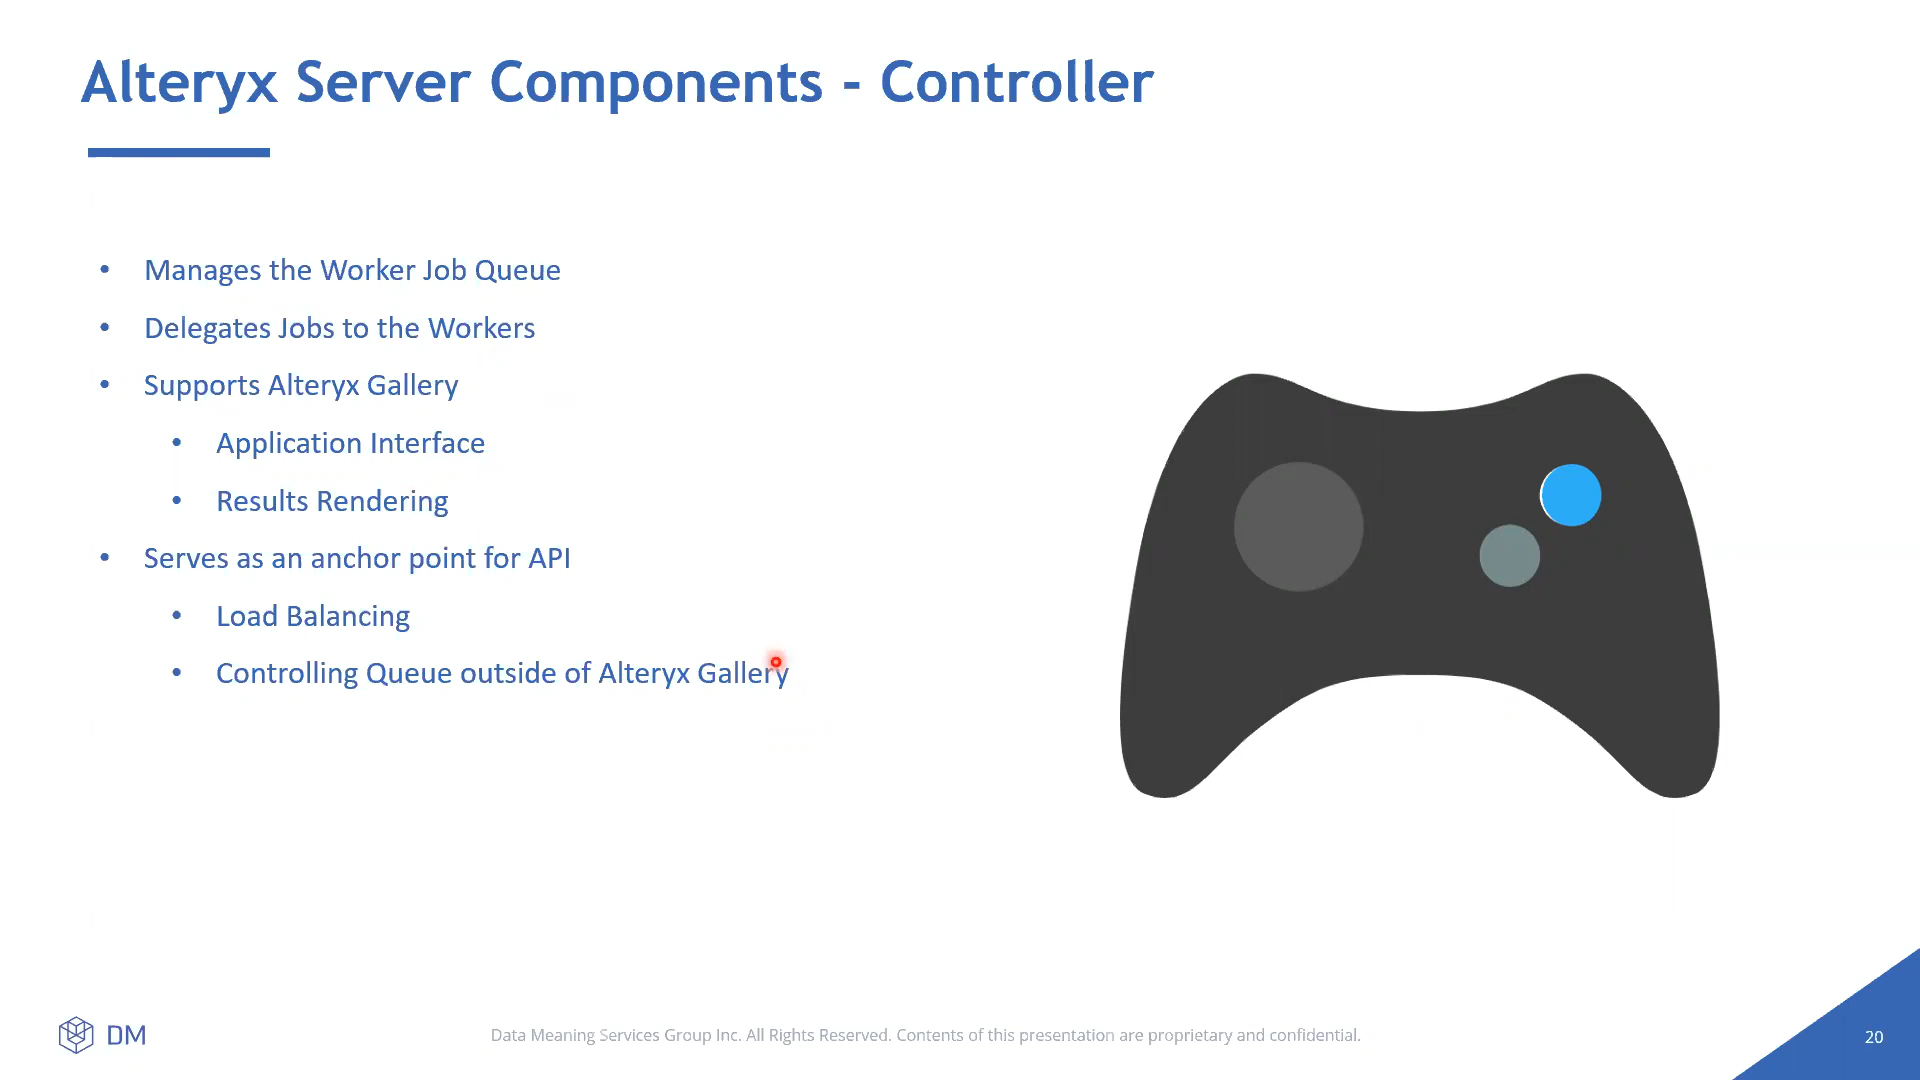 Alteryx Server Components - Controller
• Manages the Worker Job Queue
• Delegates Jobs to the Workers
• Supports Alteryx Gallery
• Application Interface
• Results Rendering
• Serves as an anchor point for API
• Load Balancing
• Controlling Queue outside of Alteryx Gallery
DM
Data Meaning Services Group Inc. All Rights Reserved. Contents of this presentation are proprietary and confidential.
20